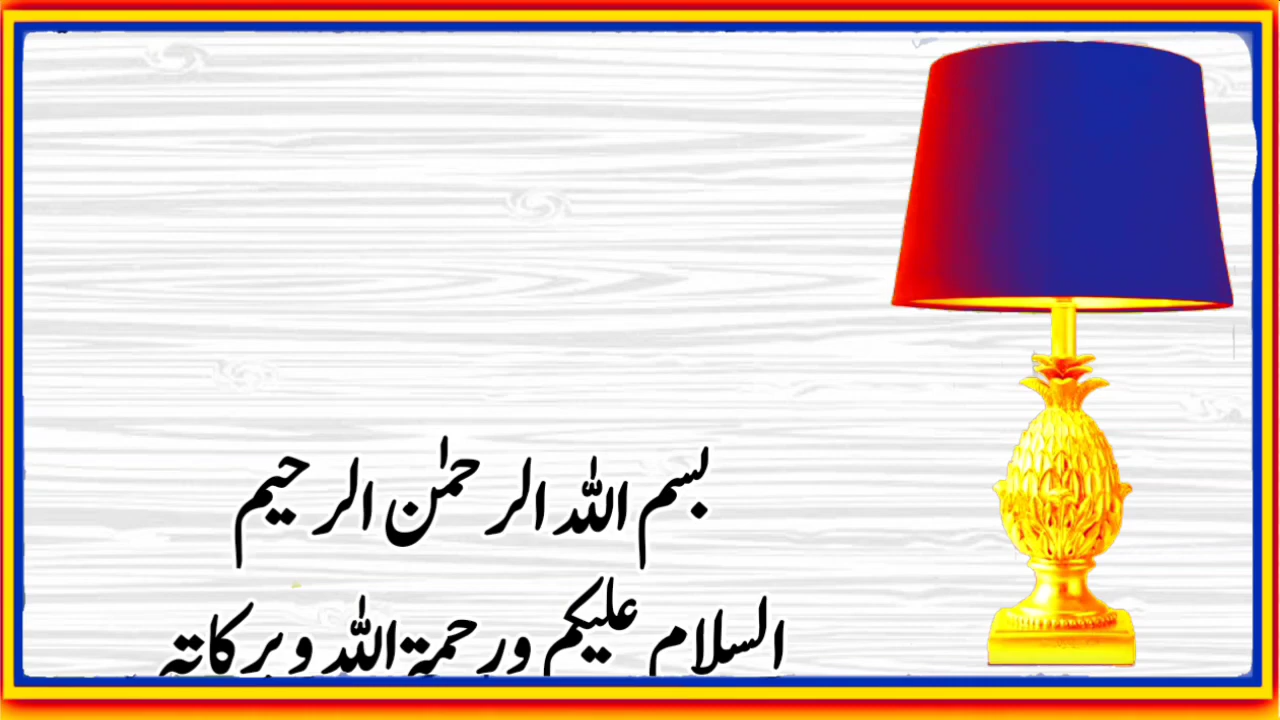 بسم اللہ الرحمٰن الرحیم
السلام علیکم ورحمۃ اللہ وبرکاتہ